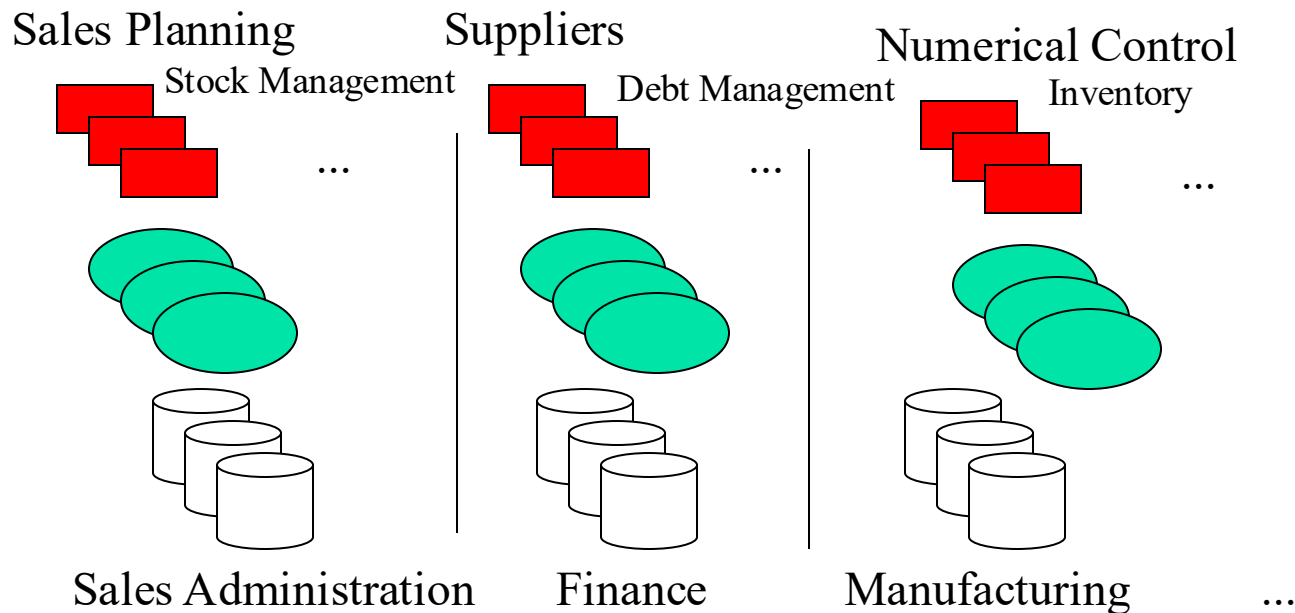 Sales Planning
Stock Management
...
Suppliers
Debt Management
...
Numerical Control
Inventory
...
Sales Administration
Finance
Manufacturing
...